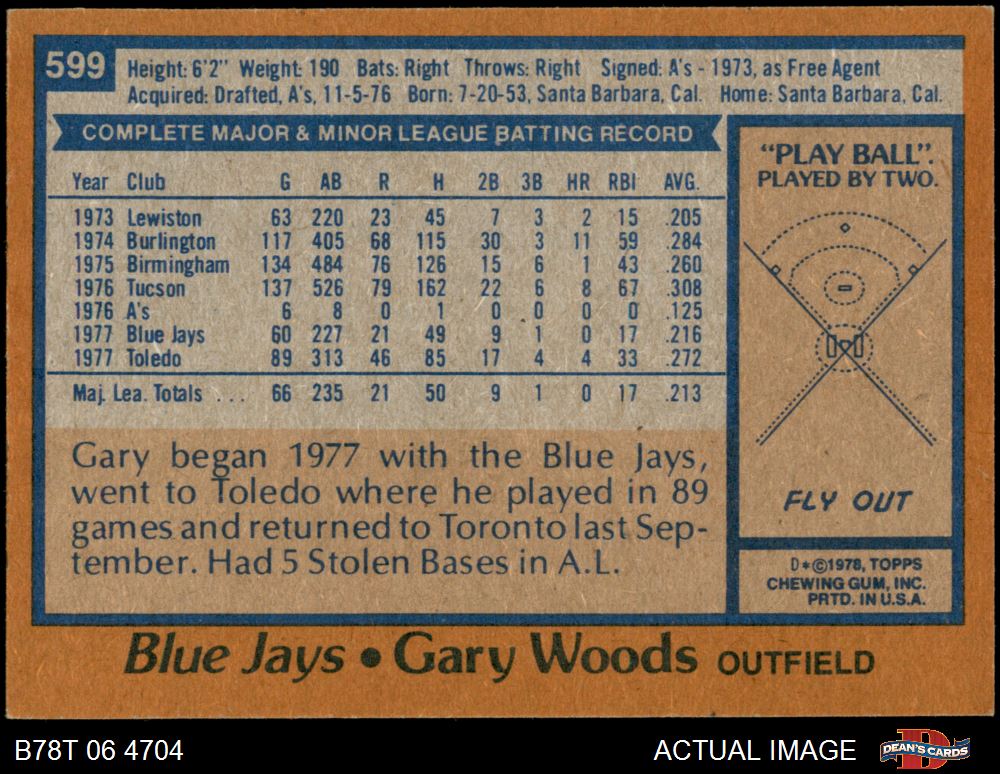 599
Height: 6'2" Weight: 190 Bats: Right Throws: Right Signed: A's - 1973, as Free Agent
Acquired: Drafted, A's, 11-5-76 Born: 7-20-53, Santa Barbara, Cal. Home: Santa Barbara, Cal.
COMPLETE MAJOR & MINOR LEAGUE BATTING RECORD
Year Club G AB R H 2B 3B HR RBI AVG.
1973 Lewiston 63 220 23 45 7 3 2 15 .205
1974 Burlington 117 405 68 115 30 3 11 59 .284
1975 Birmingham 134 484 76 126 15 6 1 43 .260
1976 Tucson 137 526 79 162 22 6 8 67 .308
1976 A's 6 8 0 1 0 0 0 0 .125
1977 Blue Jays 60 227 21 49 9 1 0 17 .216
1977 Toledo 89 313 46 85 17 4 4 33 .272
Maj. Lea. Totals ... 66 235 21 50 9 1 0 17 .213
Gary began 1977 with the Blue Jays,
went to Toledo where he played in 89
games and returned to Toronto last Sep-
tember. Had 5 Stolen Bases in A.L.
"PLAY BALL".
PLAYED BY TWO.
FLY OUT
D*©1978, TOPPS
CHEWING GUM, INC.
PRTD. IN U.S.A.
Blue Jays • Gary Woods OUTFIELD
B78T 06 4704
ACTUAL IMAGE
D
DEAN'S CARDS